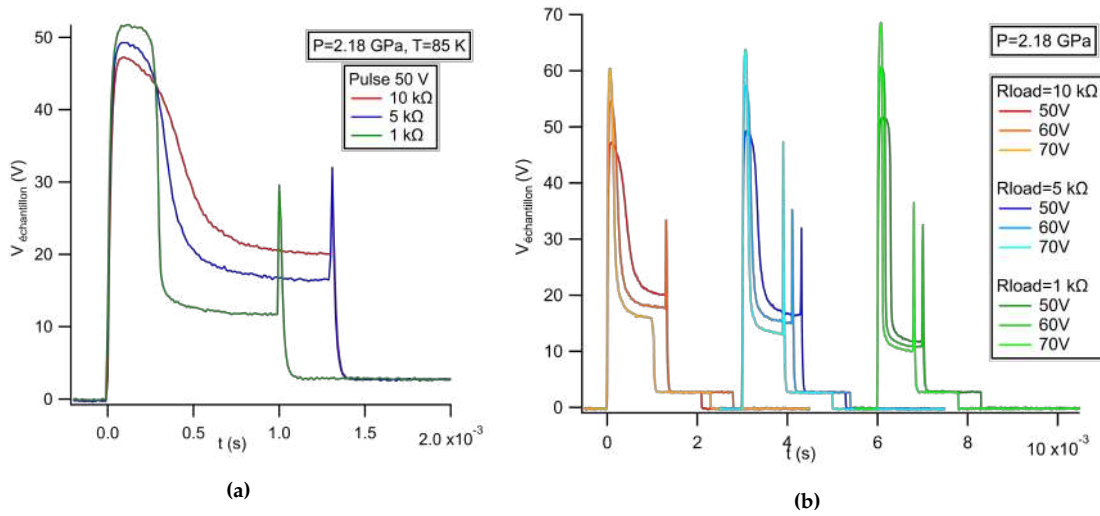 P=2.18 GPa, T=85 K
Pulse 50 V
10 kΩ
5 kΩ
1 kΩ
50
40
30
20
10
0
V échantillon (V)
0.0
0.5
1.0
2.0 x10⁻³
t (s)
(a)
P=2.18 GPa
Rload=10 kΩ
50V
60V
70V
Rload=5 kΩ
50V
60V
70V
Rload=1 kΩ
50V
60V
70V
70
60
50
40
30
20
10
0
V échantillon (V)
0
2
4
6
8
10 x10⁻³
t (s)
(b)